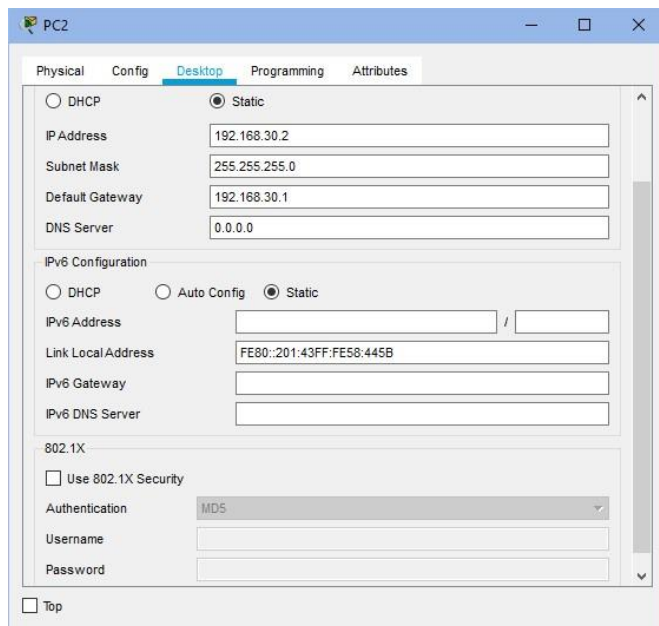 PC2
Physical Config Desktop Programming Attributes
DHCP Static
IP Address 192.168.30.2
Subnet Mask 255.255.255.0
Default Gateway 192.168.30.1
DNS Server 0.0.0.0
IPv6 Configuration
DHCP Auto Config Static
IPv6 Address /
Link Local Address FE80::201:43FF:FE58:445B
IPv6 Gateway
IPv6 DNS Server
802.1X
Use 802.1X Security
Authentication MD5
Username
Password
Top